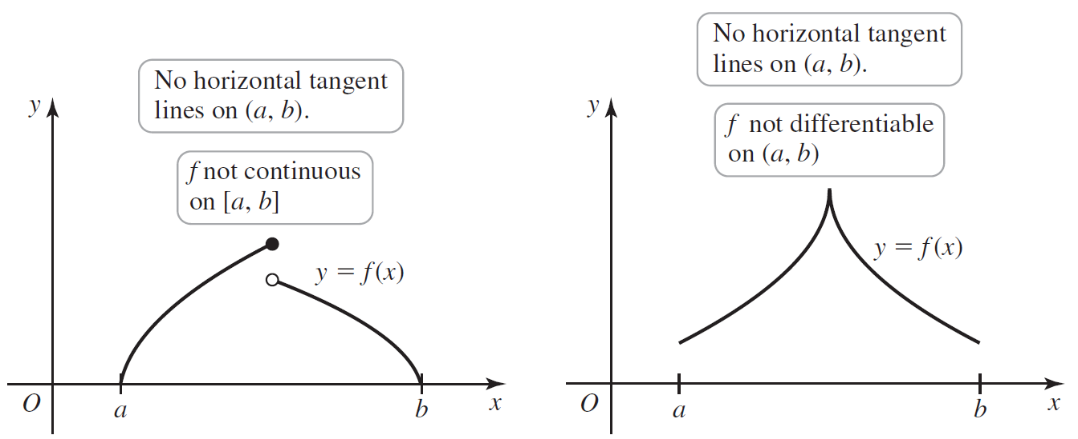 No horizontal tangent
lines on (a, b).
f not continuous
on [a, b]
y
y = f(x)
O
a
b
x
No horizontal tangent
lines on (a, b).
f not differentiable
on (a, b)
y
y = f(x)
O
a
b
x